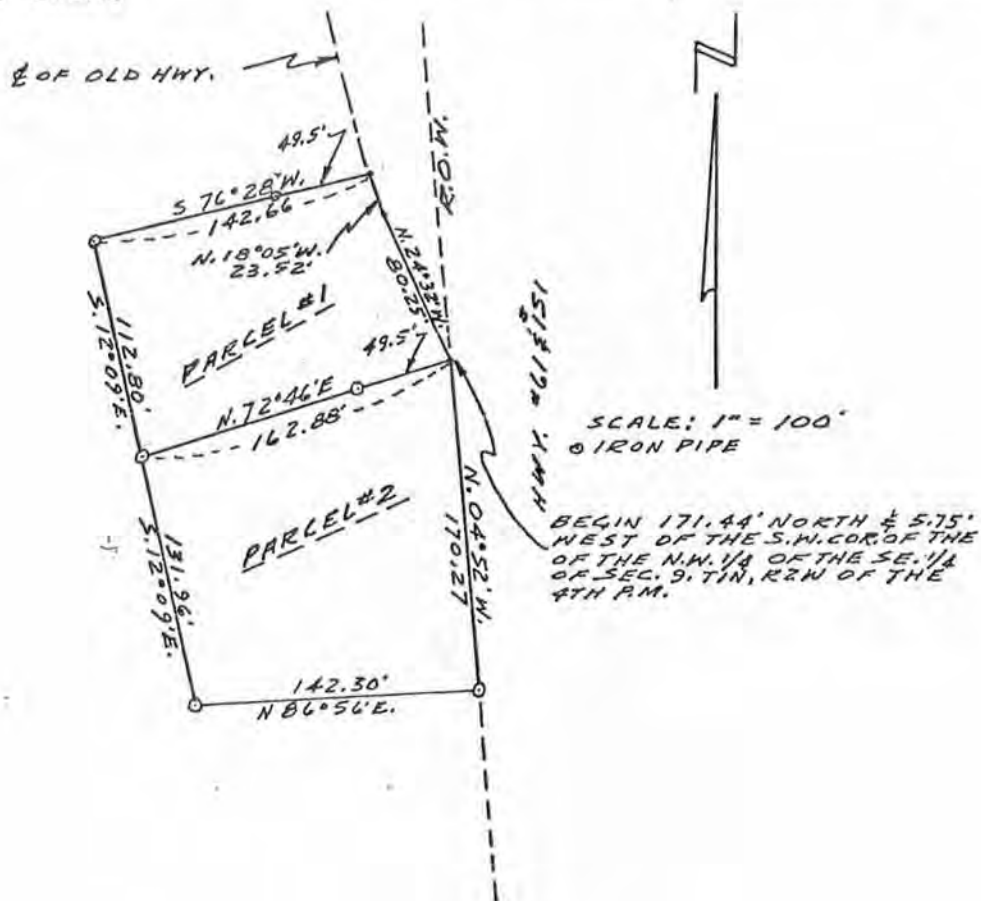 ℄ OF OLD HWY.
49.5'
R.O.W.
S 76°28'W.
142.66
N. 18°05'W.
23.52'
N. 24°32'W.
80.25'
PARCEL #1
112.80'
S. 12°09'E.
49.5'
N. 72°46'E
162.88'
HWY. #61 & #151
SCALE: 1" = 100'
⊙ IRON PIPE
BEGIN 171.44' NORTH & 5.75'
WEST OF THE S.W. COR. OF THE
OF THE N.W. 1/4 OF THE SE. 1/4
OF SEC. 9. T1N, R2W OF THE
4TH P.M.
PARCEL #2
N. 04°52'W.
170.27
131.96'
S. 12°09'E.
142.30'
N 86°56'E.